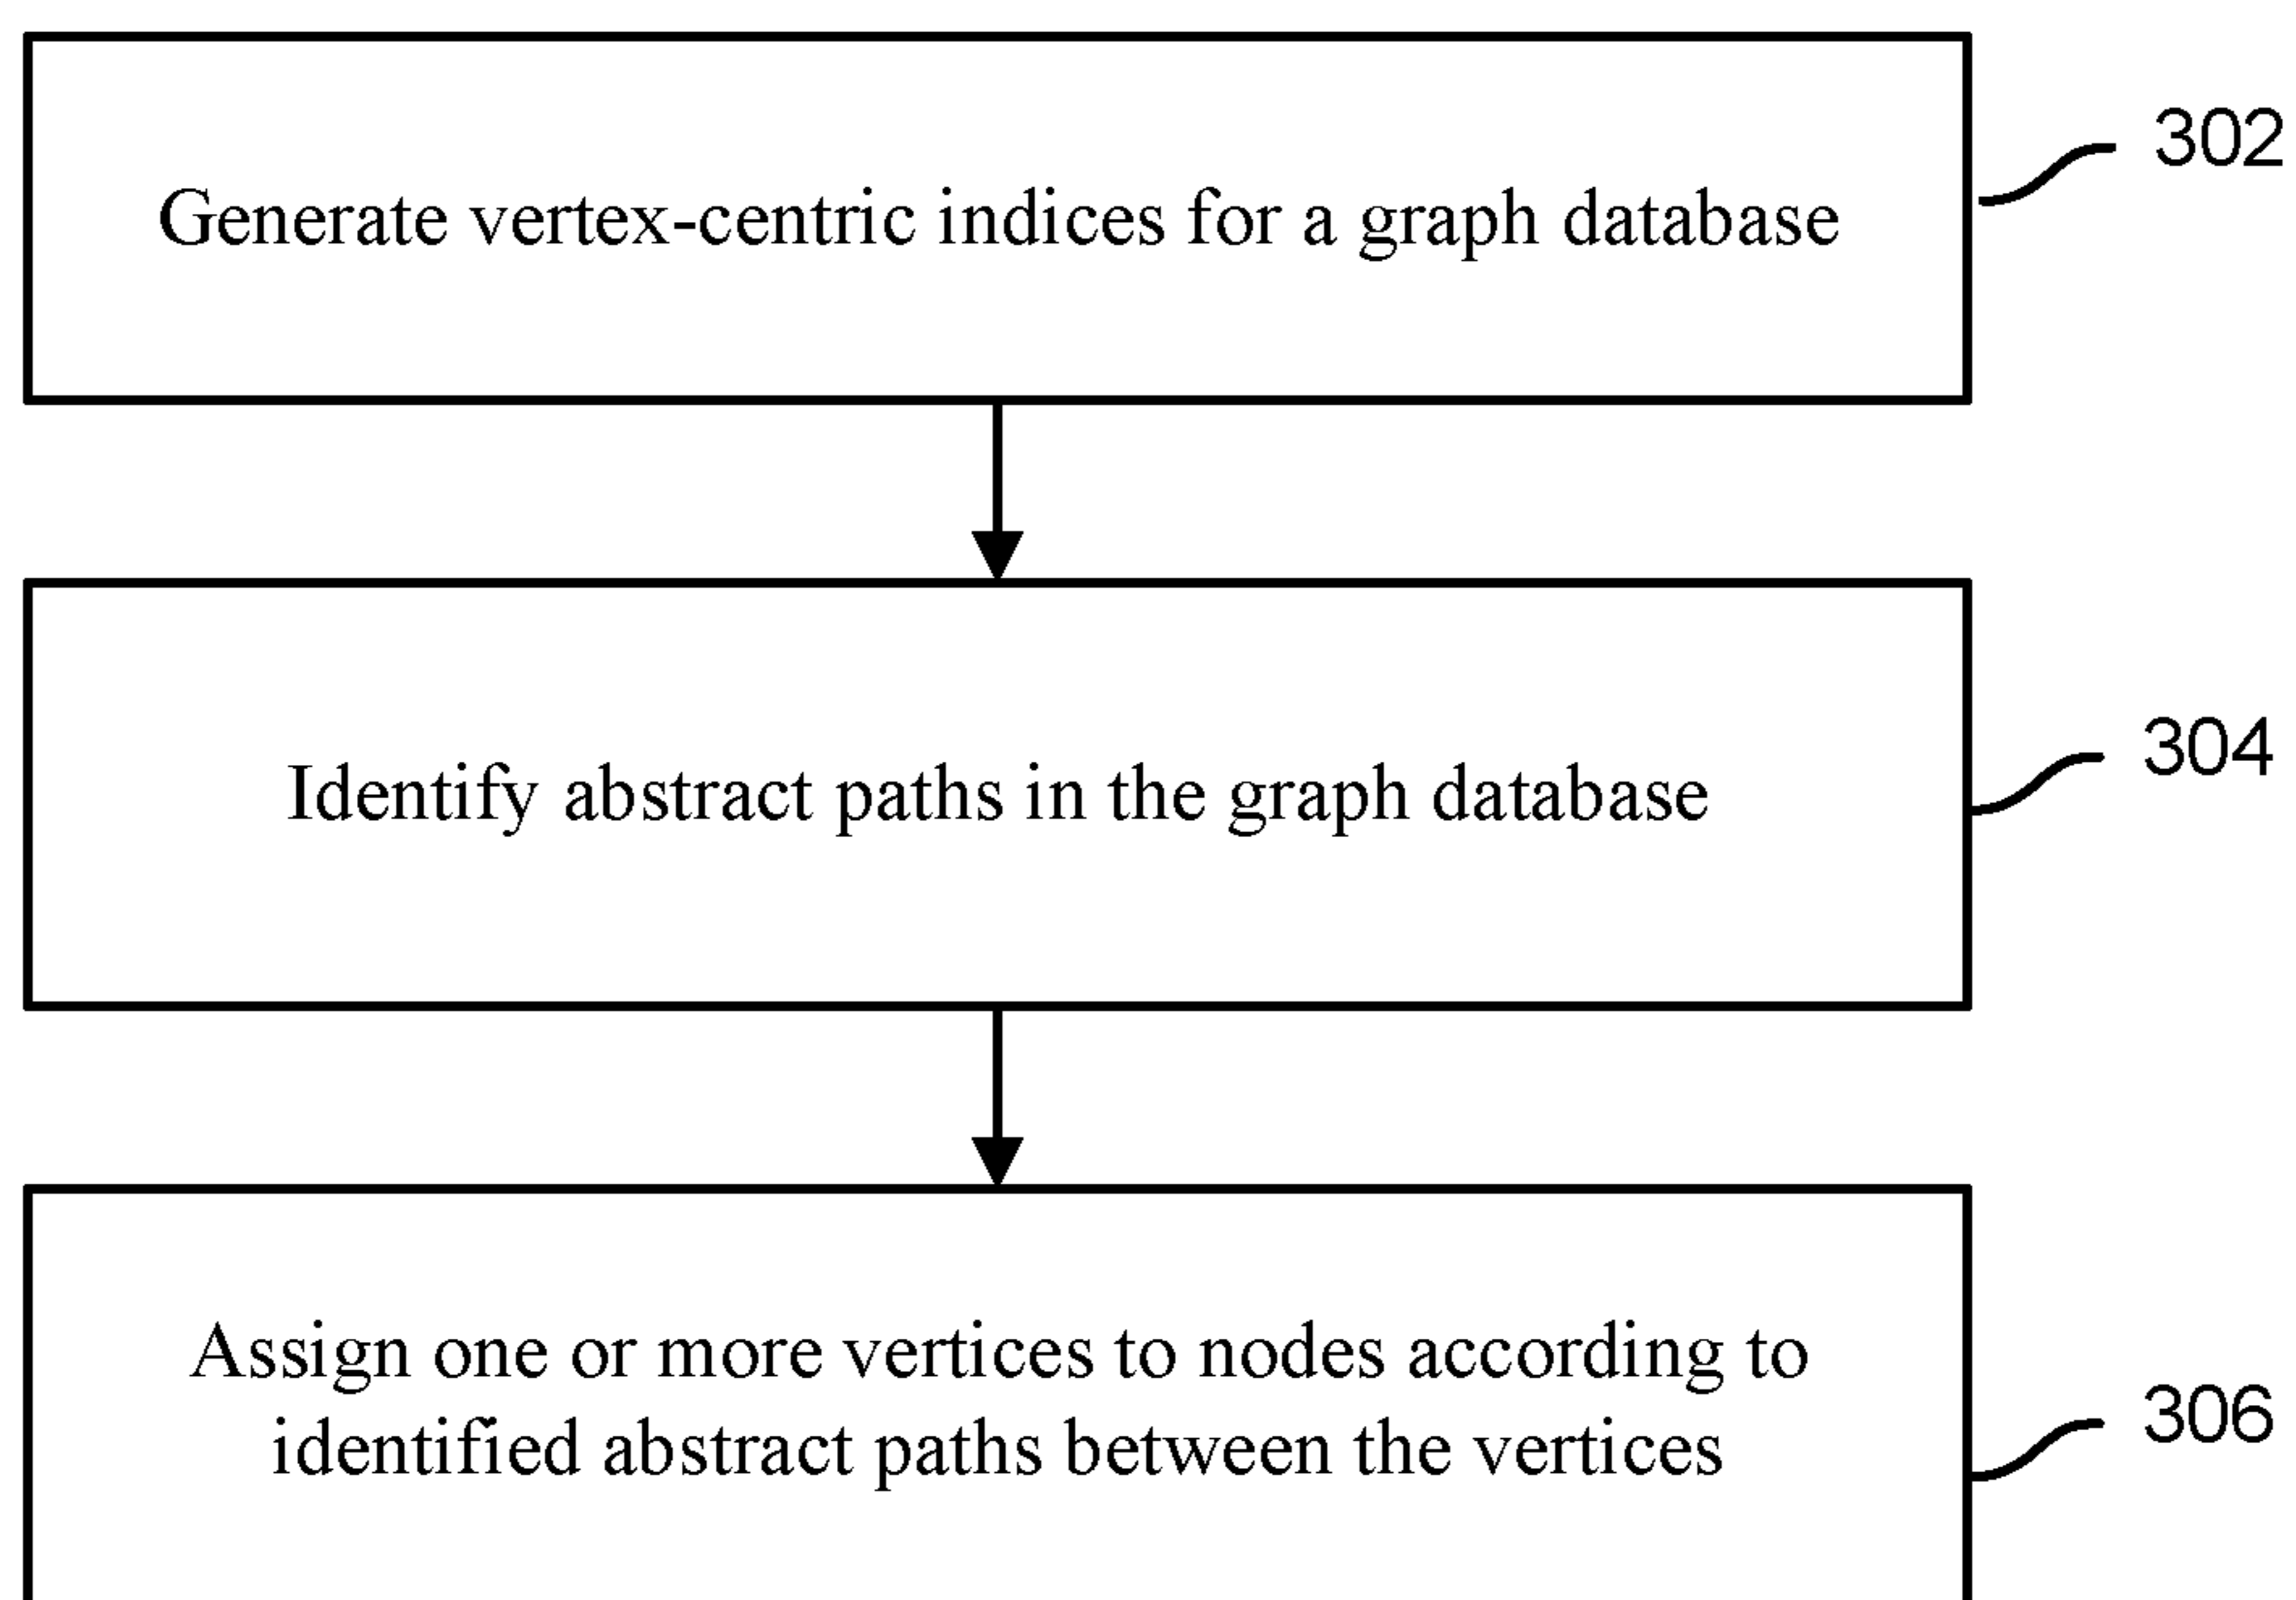 Generate vertex-centric indices for a graph database
302
Identify abstract paths in the graph database
304
Assign one or more vertices to nodes according to
identified abstract paths between the vertices
306